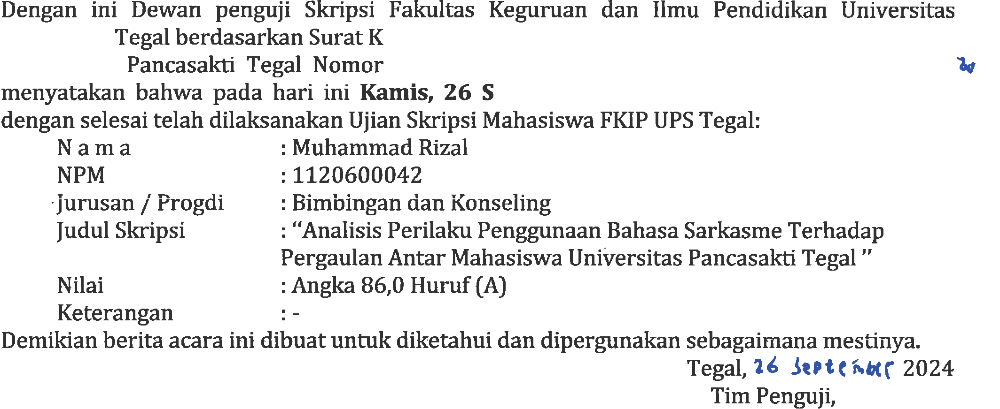 Dengan ini Dewan penguji Skripsi Fakultas Keguruan dan Ilmu Pendidikan Universitas
Tegal berdasarkan Surat K
Pancasakti Tegal Nomor
menyatakan bahwa pada hari ini Kamis, 26 S
dengan selesai telah dilaksanakan Ujian Skripsi Mahasiswa FKIP UPS Tegal:
N a m a : Muhammad Rizal
NPM : 1120600042
Jurusan / Progdi : Bimbingan dan Konseling
Judul Skripsi : “Analisis Perilaku Penggunaan Bahasa Sarkasme Terhadap
Pergaulan Antar Mahasiswa Universitas Pancasakti Tegal ”
Nilai : Angka 86,0 Huruf (A)
Keterangan : -
Demikian berita acara ini dibuat untuk diketahui dan dipergunakan sebagaimana mestinya.
Tegal, 26 September 2024
Tim Penguji,